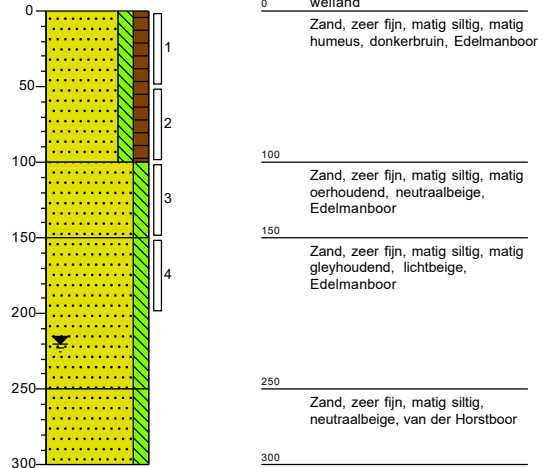 0
50
100
150
200
250
300
1
2
3
4
0
weiland
Zand, zeer fijn, matig siltig, matig
humeus, donkerbruin, Edelmanboor
100
Zand, zeer fijn, matig siltig, matig
oerhoudend, neutraalbeige,
Edelmanboor
150
Zand, zeer fijn, matig siltig, matig
gleyhoudend, lichtbeige,
Edelmanboor
250
Zand, zeer fijn, matig siltig,
neutraalbeige, van der Horstboor
300